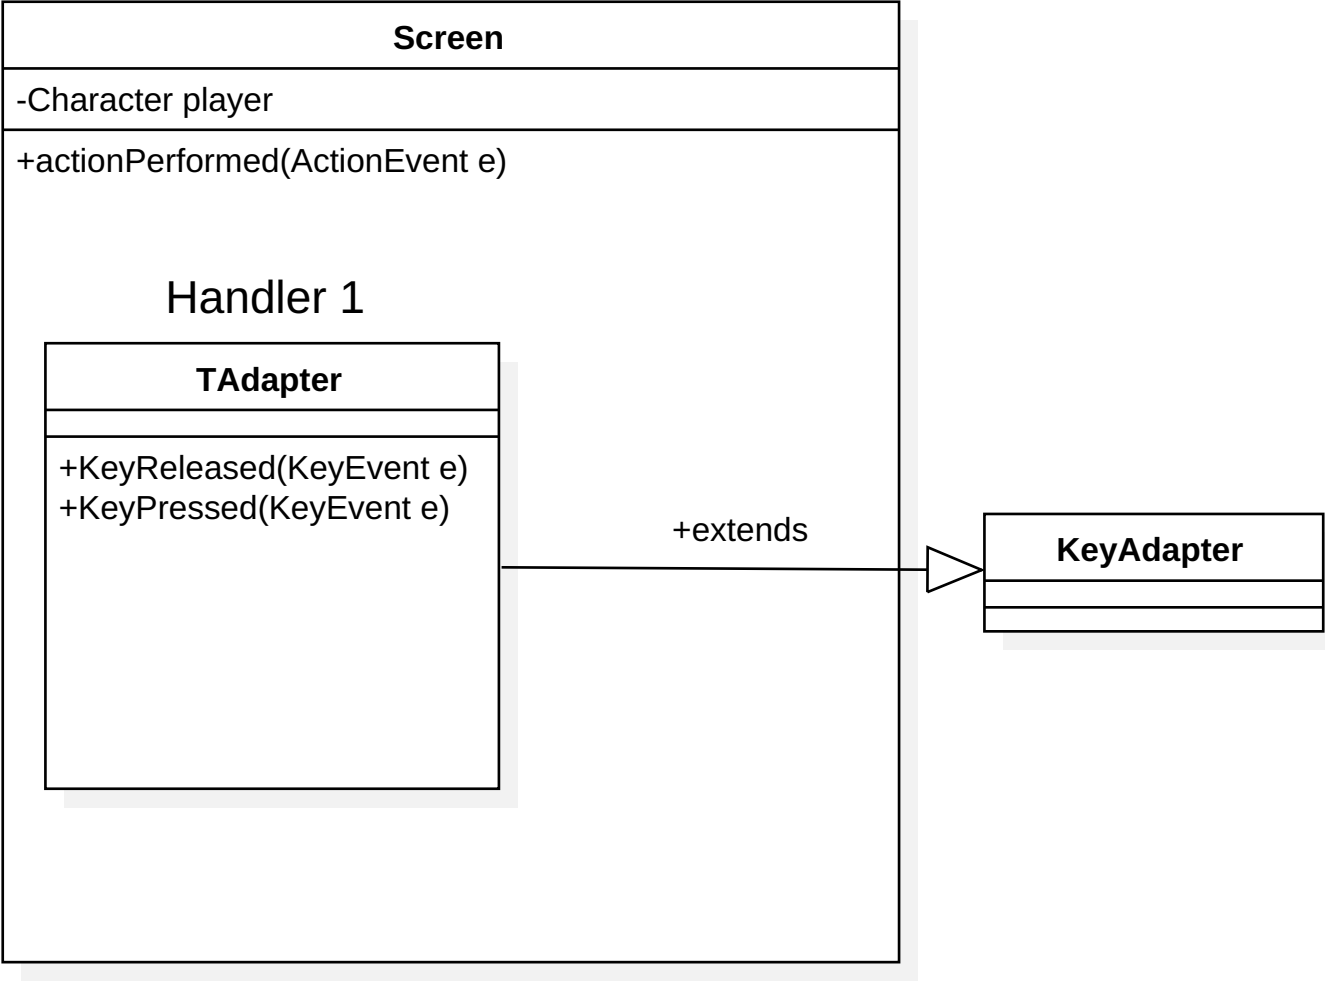 Screen
-Character player
+actionPerformed(ActionEvent e)
Handler 1
TAdapter
+KeyReleased(KeyEvent e)
+KeyPressed(KeyEvent e)
+extends
KeyAdapter